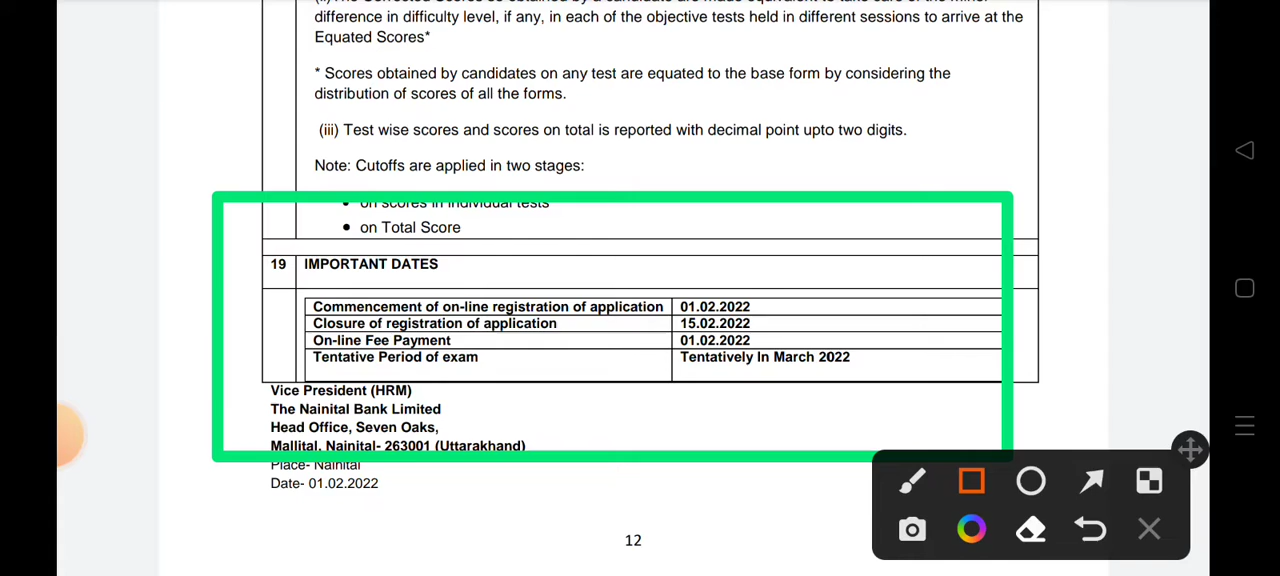 difference in difficulty level, if any, in each of the objective tests held in different sessions to arrive at the
Equated Scores*
* Scores obtained by candidates on any test are equated to the base form by considering the
distribution of scores of all the forms.
(iii) Test wise scores and scores on total is reported with decimal point upto two digits.
Note: Cutoffs are applied in two stages:
• on scores in individual tests
• on Total Score
19 IMPORTANT DATES
Commencement of on-line registration of application 01.02.2022
Closure of registration of application 15.02.2022
On-line Fee Payment 01.02.2022
Tentative Period of exam Tentatively In March 2022
Vice President (HRM)
The Nainital Bank Limited
Head Office, Seven Oaks,
Mallital, Nainital- 263001 (Uttarakhand)
Place- Nainital
Date- 01.02.2022
12